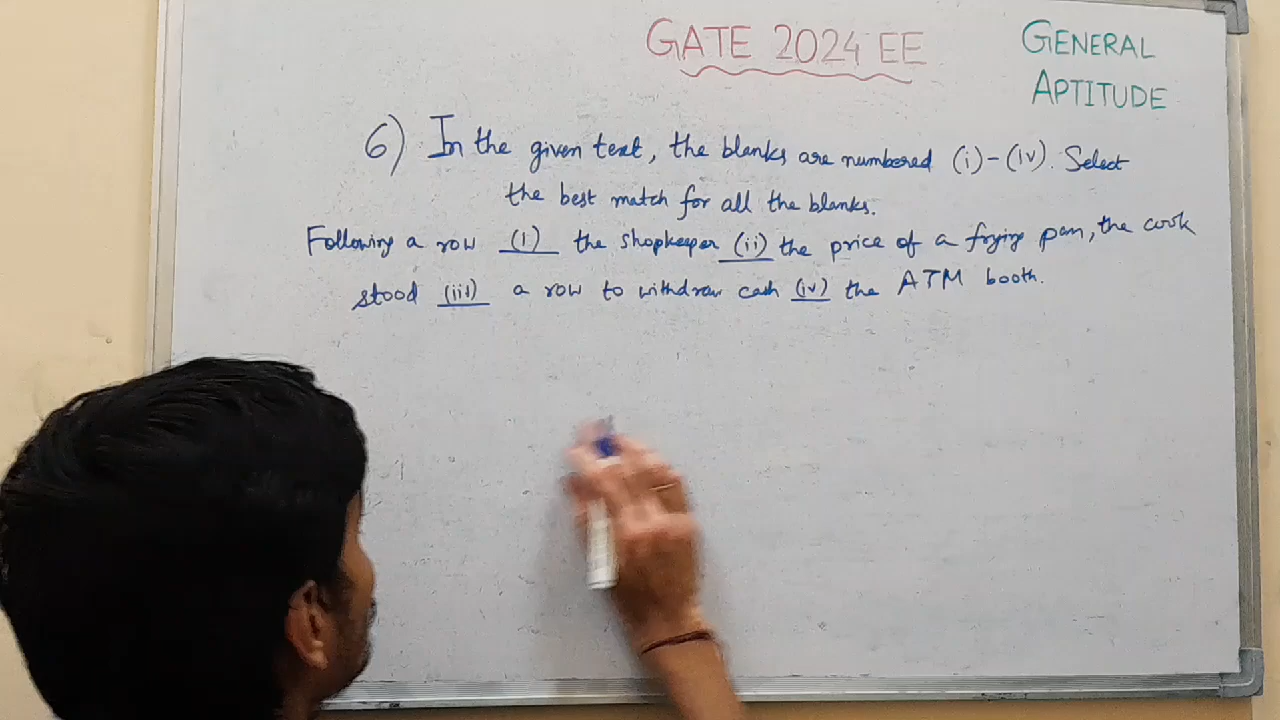 GATE 2024 EE
GENERAL
APTITUDE
6) In the given text, the blanks are numbered (i)-(iv). Select
the best match for all the blanks.
Following a row (i) the shopkeeper (ii) the price of a frying pan, the cook
stood (iii) a row to withdraw cash (iv) the ATM booth.